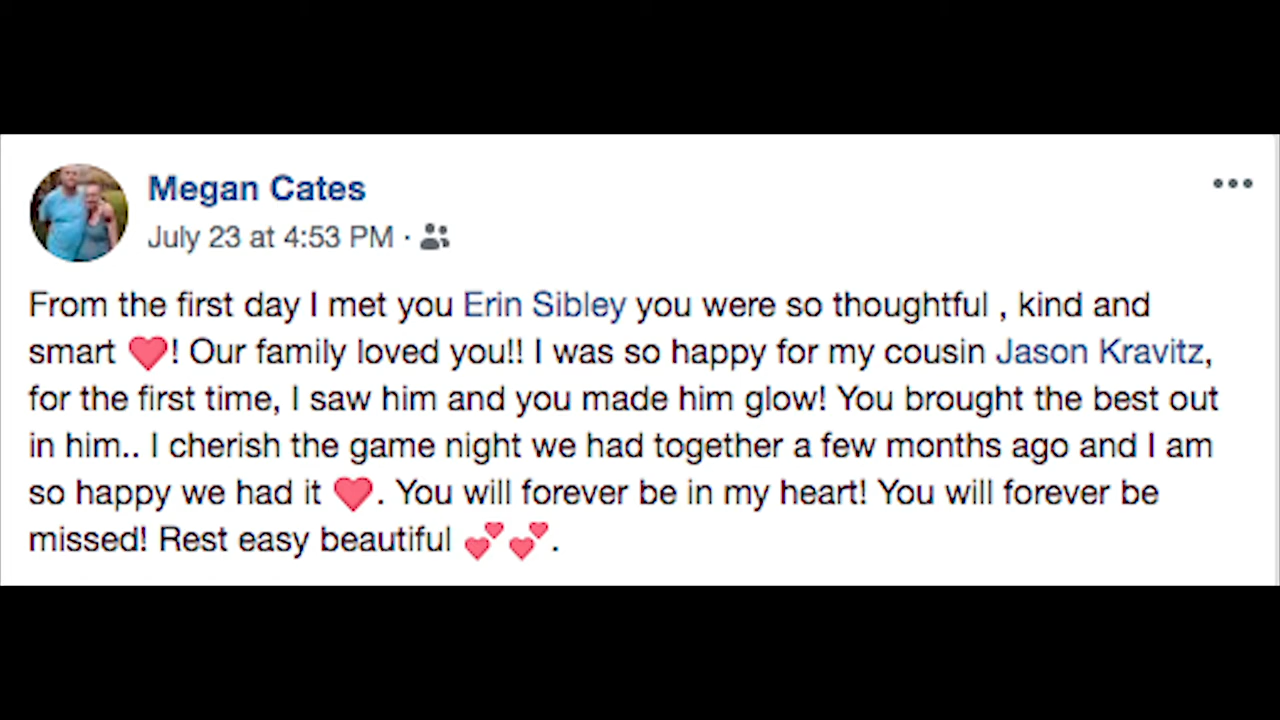 Megan Cates
July 23 at 4:53 PM ·
From the first day I met you Erin Sibley you were so thoughtful , kind and
smart ❤️! Our family loved you!! I was so happy for my cousin Jason Kravitz,
for the first time, I saw him and you made him glow! You brought the best out
in him.. I cherish the game night we had together a few months ago and I am
so happy we had it ❤️. You will forever be in my heart! You will forever be
missed! Rest easy beautiful 💕💕.